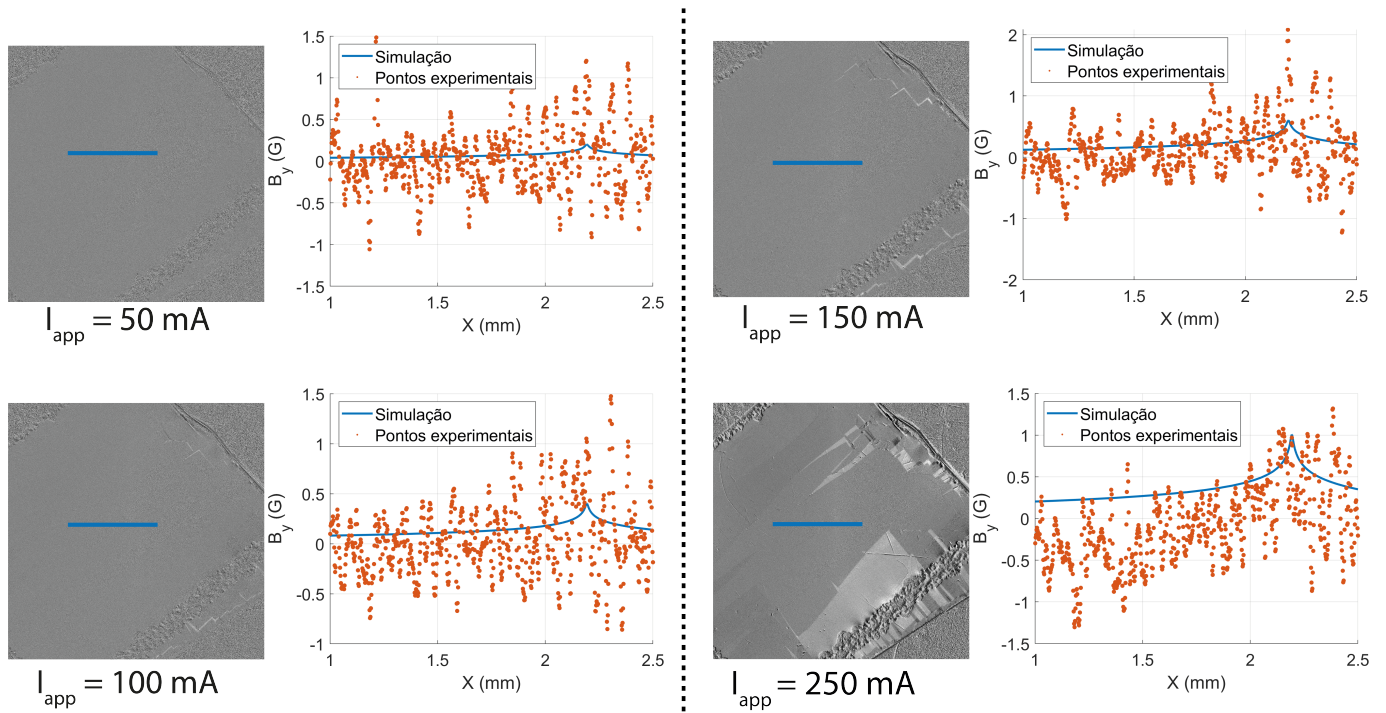 1.5
1
0.5
0
-0.5
-1
-1.5
B_y (G)
Simulação
Pontos experimentais
1
1.5
2
2.5
X (mm)
I_app = 50 mA
2
1
0
-1
-2
B_y (G)
Simulação
Pontos experimentais
1
1.5
2
2.5
X (mm)
I_app = 150 mA
1.5
1
0.5
0
-0.5
-1
B_y (G)
Simulação
Pontos experimentais
1
1.5
2
2.5
X (mm)
I_app = 100 mA
1.5
1
0.5
0
-0.5
-1
-1.5
B_y (G)
Simulação
Pontos experimentais
1
1.5
2
2.5
X (mm)
I_app = 250 mA